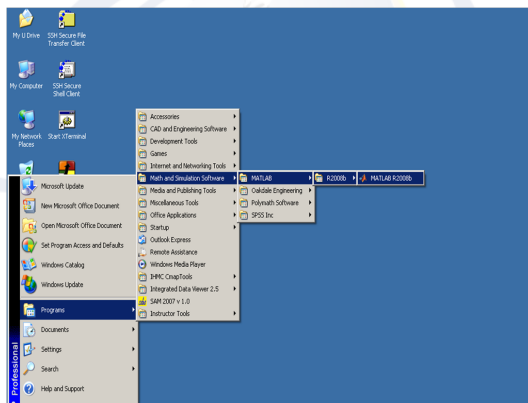 My U Drive
SSH Secure File
Transfer Client
My Computer
SSH Secure
Shell Client
My Network
Places
Start XTerminal
Microsoft Update
New Microsoft Office Document
Open Microsoft Office Document
Set Program Access and Defaults
Windows Catalog
Windows Update
Programs
Documents
Settings
Search
Help and Support
Professional
Accessories
CAD and Engineering Software
Development Tools
Games
Internet and Networking Tools
Math and Simulation Software
Media and Publishing Tools
Miscellaneous Tools
Office Applications
Startup
Outlook Express
Remote Assistance
Windows Media Player
IHMC CmapTools
Integrated Data Viewer 2.5
SAM 2007 v 1.0
Instructor Tools
MATLAB
Oakdale Engineering
Polymath Software
SPSS Inc
R2008b
MATLAB R2008b